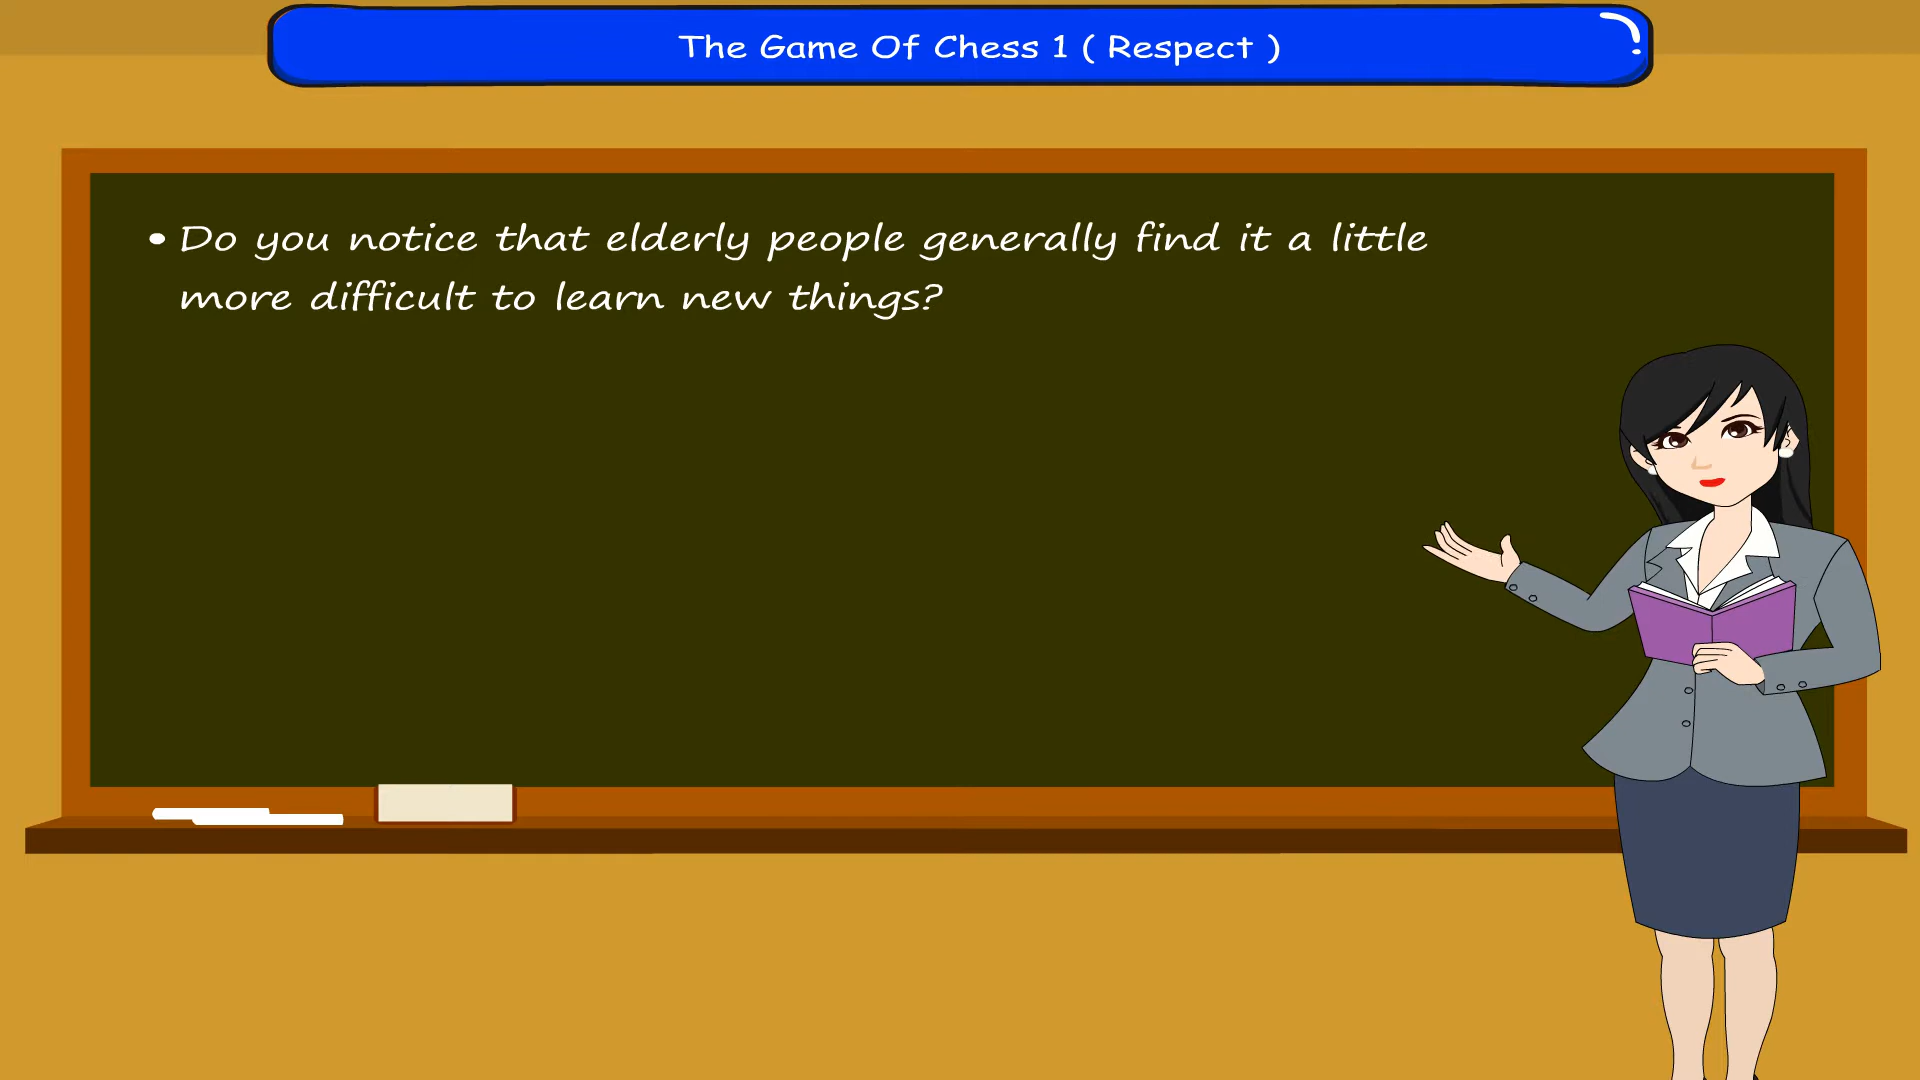 The Game Of Chess 1 ( Respect )
• Do you notice that elderly people generally find it a little
more difficult to learn new things?